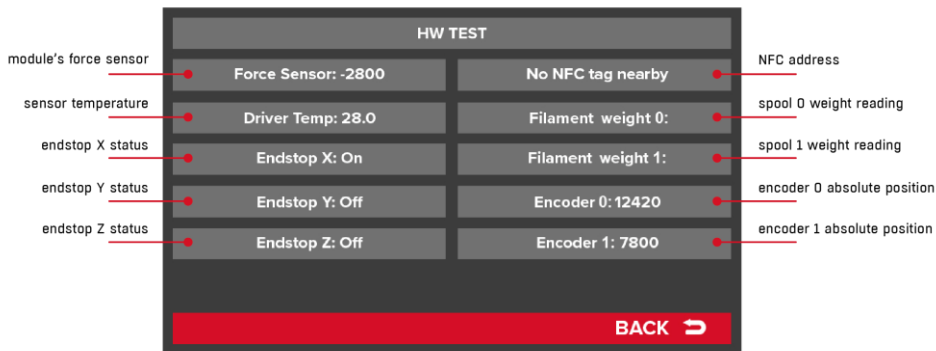 HW TEST
module's force sensor
Force Sensor: -2800
No NFC tag nearby
NFC address
sensor temperature
Driver Temp: 28.0
Filament weight 0:
spool 0 weight reading
endstop X status
Endstop X: On
Filament weight 1:
spool 1 weight reading
endstop Y status
Endstop Y: Off
Encoder 0: 12420
encoder 0 absolute position
endstop Z status
Endstop Z: Off
Encoder 1: 7800
encoder 1 absolute position
BACK